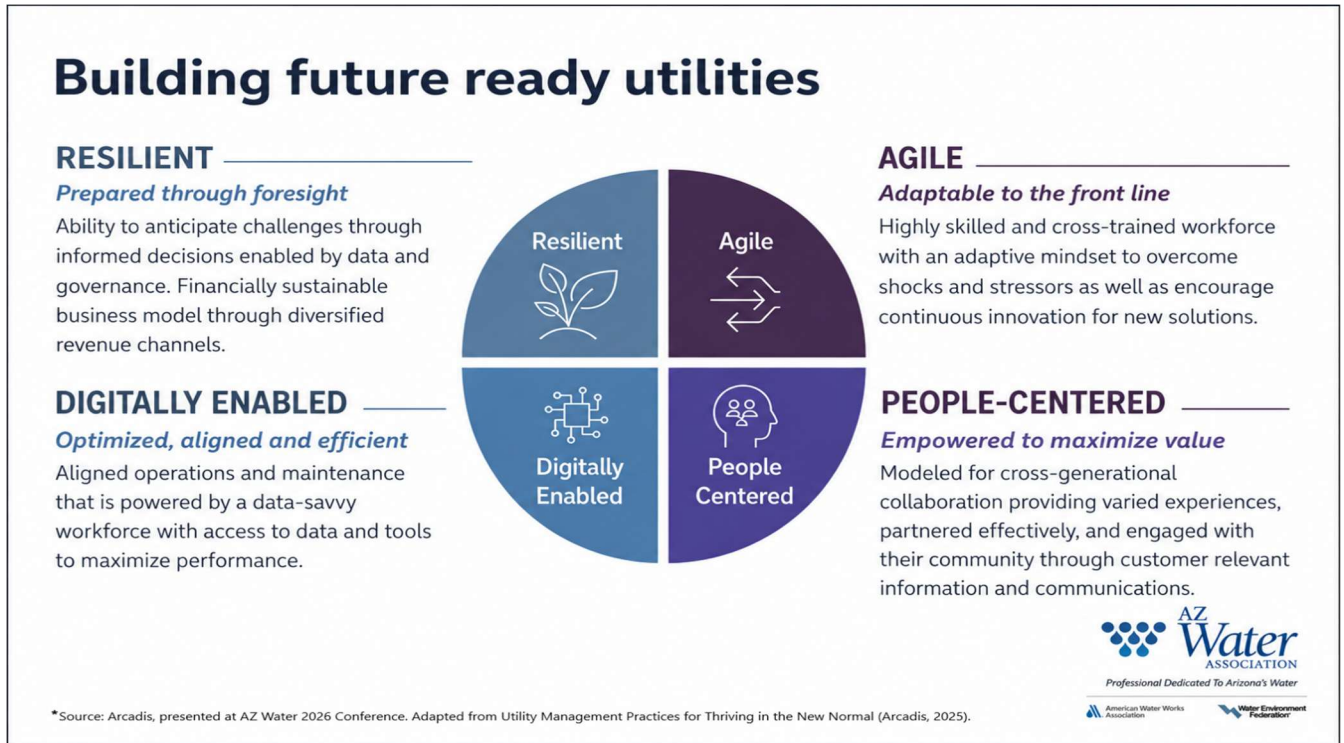 Building future ready utilities
RESILIENT
Prepared through foresight
Ability to anticipate challenges through
informed decisions enabled by data and
governance. Financially sustainable
business model through diversified
revenue channels.
DIGITALLY ENABLED
Optimized, aligned and efficient
Aligned operations and maintenance
that is powered by a data-savvy
workforce with access to data and tools
to maximize performance.
Resilient
Agile
Digitally
Enabled
People
Centered
AGILE
Adaptable to the front line
Highly skilled and cross-trained workforce
with an adaptive mindset to overcome
shocks and stressors as well as encourage
continuous innovation for new solutions.
PEOPLE-CENTERED
Empowered to maximize value
Modeled for cross-generational
collaboration providing varied experiences,
partnered effectively, and engaged with
their community through customer relevant
information and communications.
AZ
Water
ASSOCIATION
Professional Dedicated To Arizona's Water
American Water Works
Association
Water Environment
Federation
*Source: Arcadis, presented at AZ Water 2026 Conference. Adapted from Utility Management Practices for Thriving in the New Normal (Arcadis, 2025).